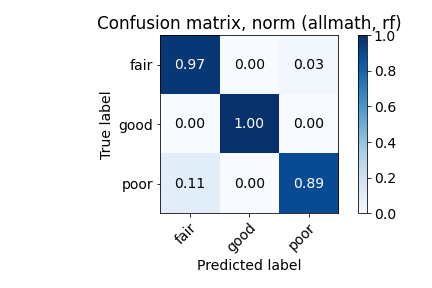 Confusion matrix, norm (allmath, rf)
True label
fair 0.97 0.00 0.03
good 0.00 1.00 0.00
poor 0.11 0.00 0.89
fair good poor
Predicted label
1.0
0.8
0.6
0.4
0.2
0.0